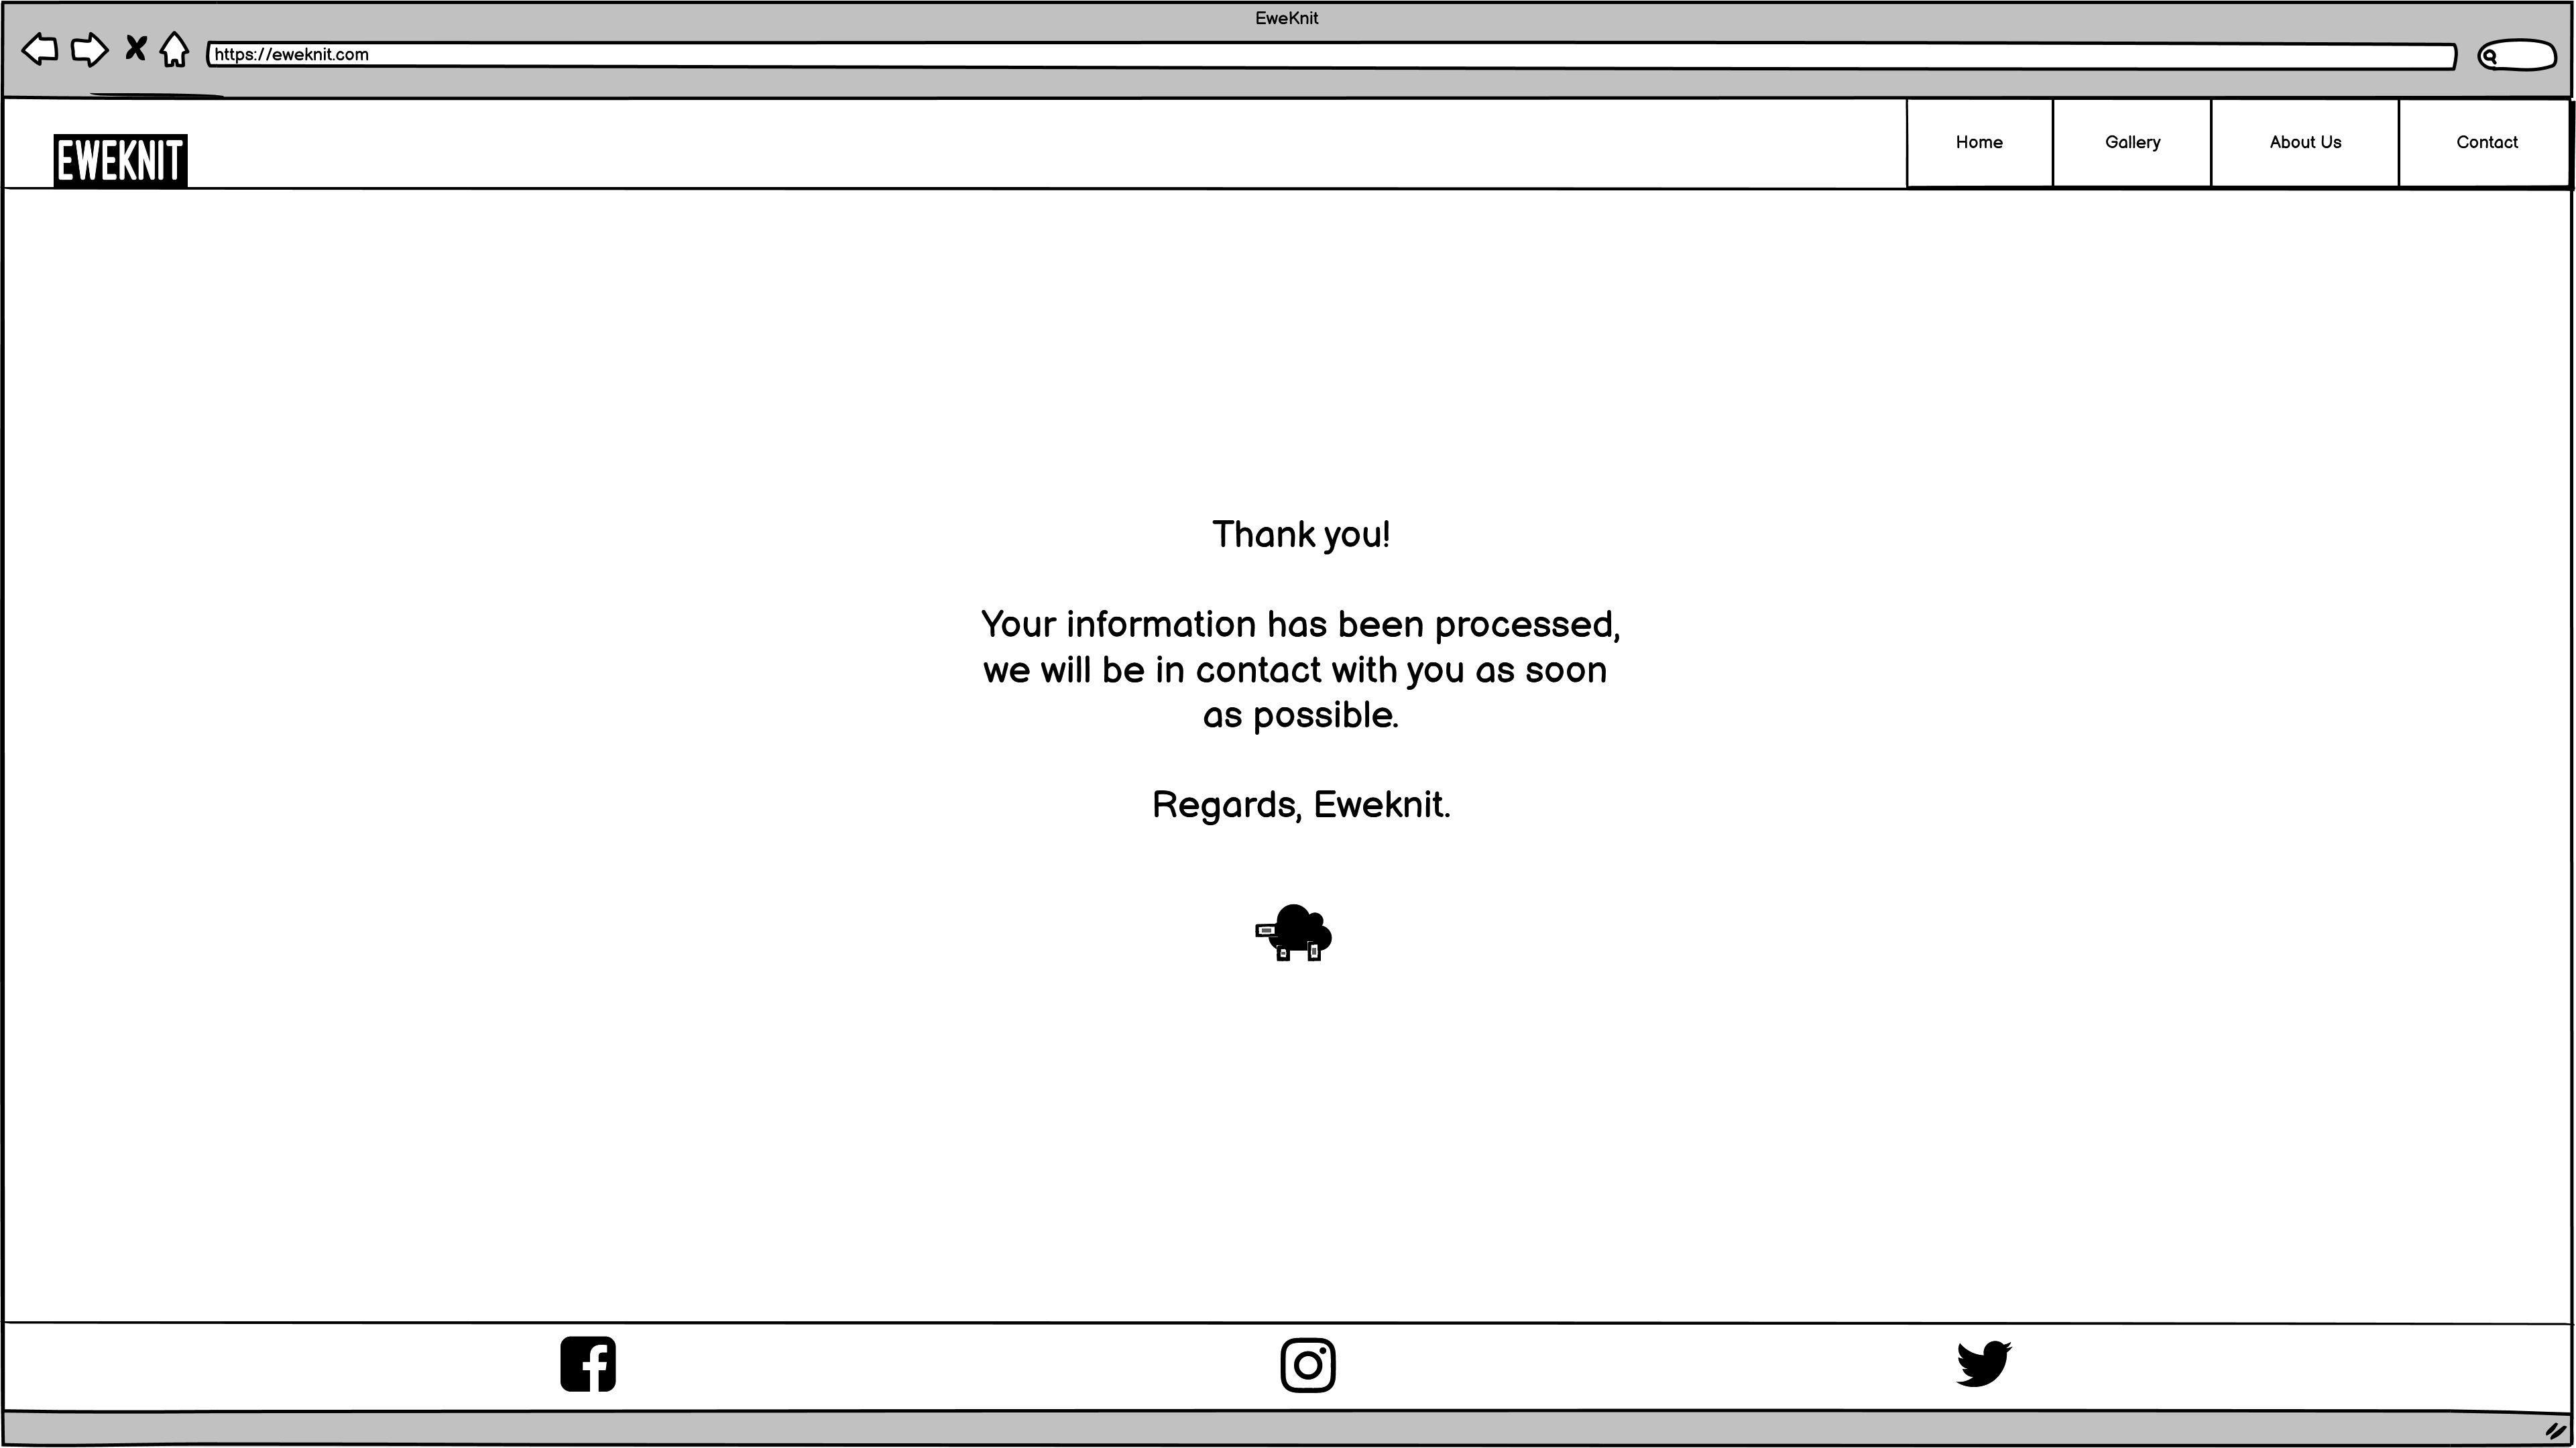 EweKnit
https://eweknit.com
EWEKNIT
Home
Gallery
About Us
Contact
Thank you!
Your information has been processed,
we will be in contact with you as soon
as possible.
Regards, Eweknit.